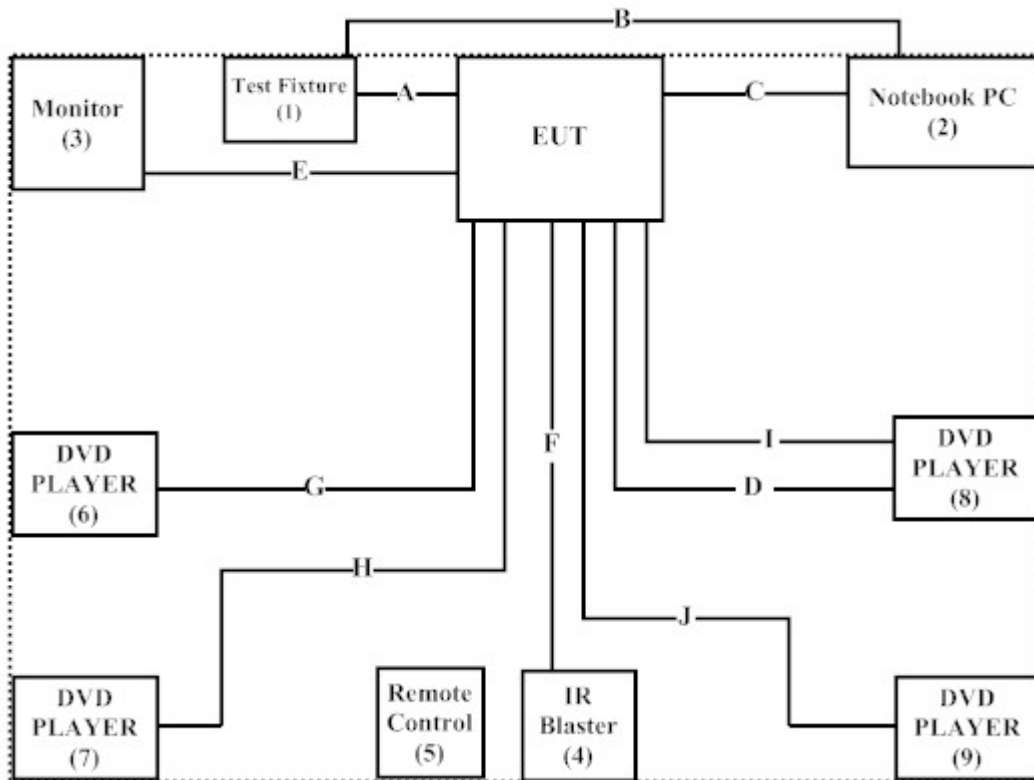 B
Monitor
(3)
Test Fixture
(1)
A
EUT
C
Notebook PC
(2)
E
DVD
PLAYER
(6)
G
F
I
D
DVD
PLAYER
(8)
H
J
DVD
PLAYER
(7)
Remote
Control
(5)
IR
Blaster
(4)
DVD
PLAYER
(9)